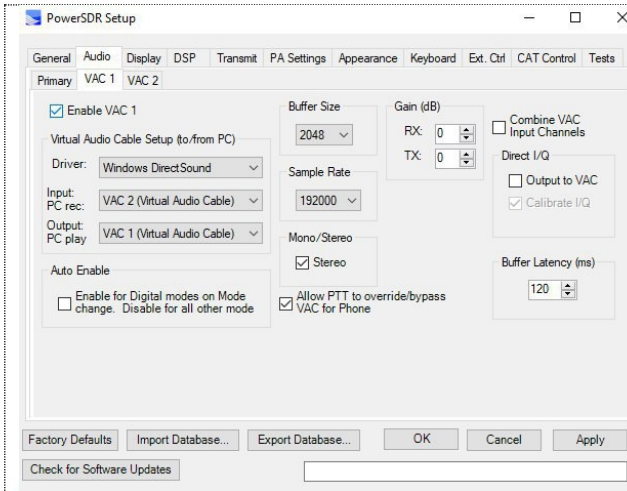 PowerSDR Setup
General Audio Display DSP Transmit PA Settings Appearance Keyboard Ext. Ctrl CAT Control Tests
Primary VAC 1 VAC 2
Enable VAC 1
Virtual Audio Cable Setup (to/from PC)
Driver: Windows DirectSound
Input:
PC rec: VAC 2 (Virtual Audio Cable)
Output:
PC play VAC 1 (Virtual Audio Cable)
Auto Enable
Enable for Digital modes on Mode
change. Disable for all other mode
Buffer Size
2048
Sample Rate
192000
Mono/Stereo
Stereo
Allow PTT to override/bypass
VAC for Phone
Gain (dB)
RX: 0
TX: 0
Combine VAC
Input Channels
Direct I/Q
Output to VAC
Calibrate I/Q
Buffer Latency (ms)
120
Factory Defaults Import Database... Export Database... OK Cancel Apply
Check for Software Updates